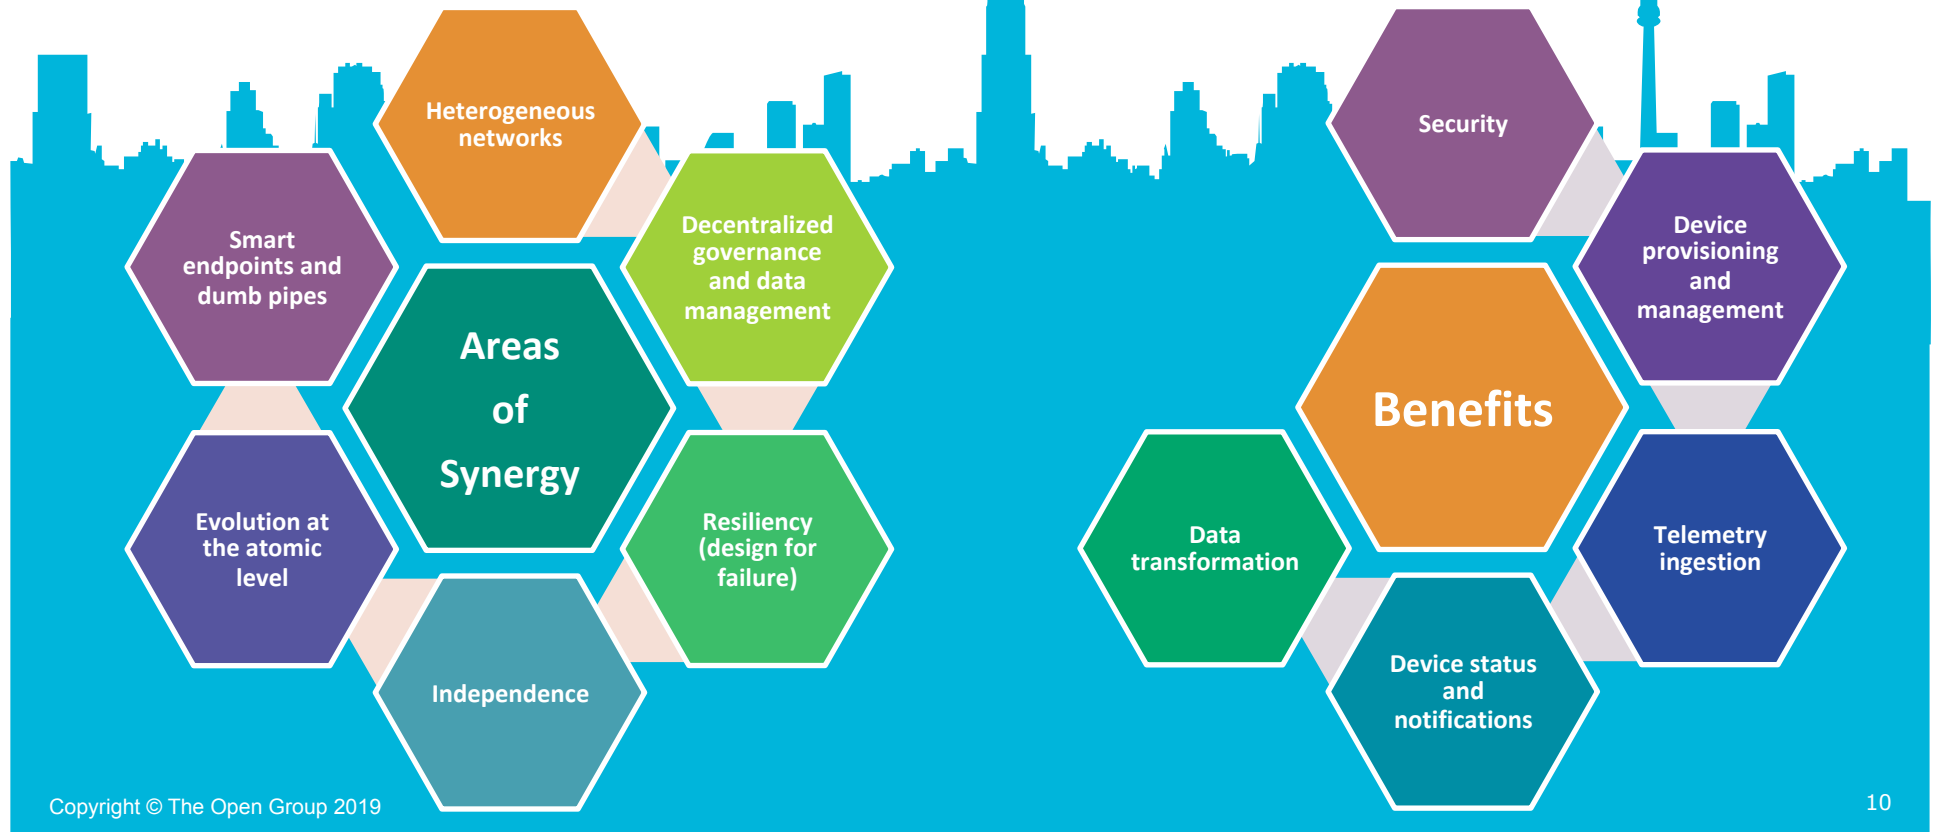 Heterogeneous
networks
Decentralized
governance
and data
management
Resiliency
(design for
failure)
Independence
Evolution at
the atomic
level
Smart
endpoints and
dumb pipes
Areas
of
Synergy
Security
Device
provisioning
and
management
Telemetry
ingestion
Device status
and
notifications
Data
transformation
Benefits
Copyright © The Open Group 2019
10